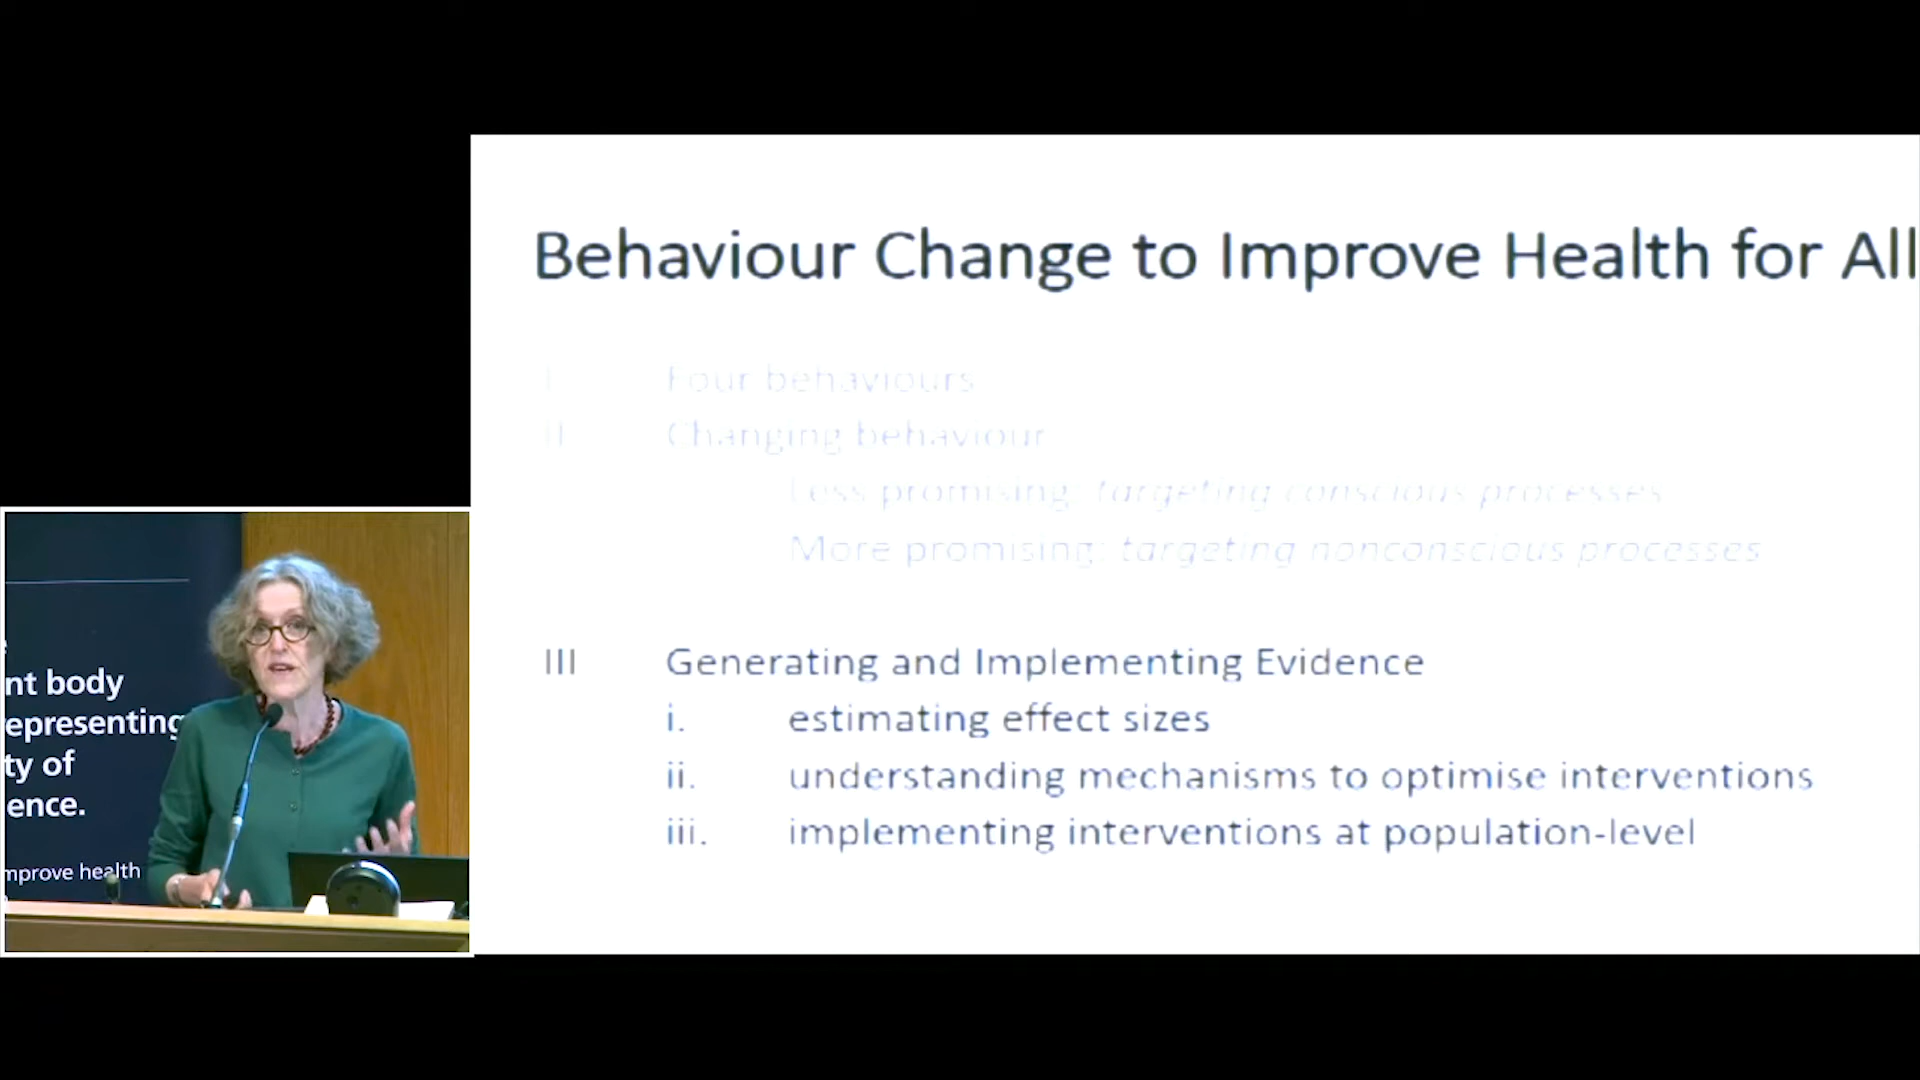 Behaviour Change to Improve Health for All
I Four behaviours
II Changing behaviour
Less promising: targeting conscious processes
More promising: targeting nonconscious processes
III Generating and Implementing Evidence
i. estimating effect sizes
ii. understanding mechanisms to optimise interventions
iii. implementing interventions at population-level
nt body
epresenting
ty of
ence.
mprove health